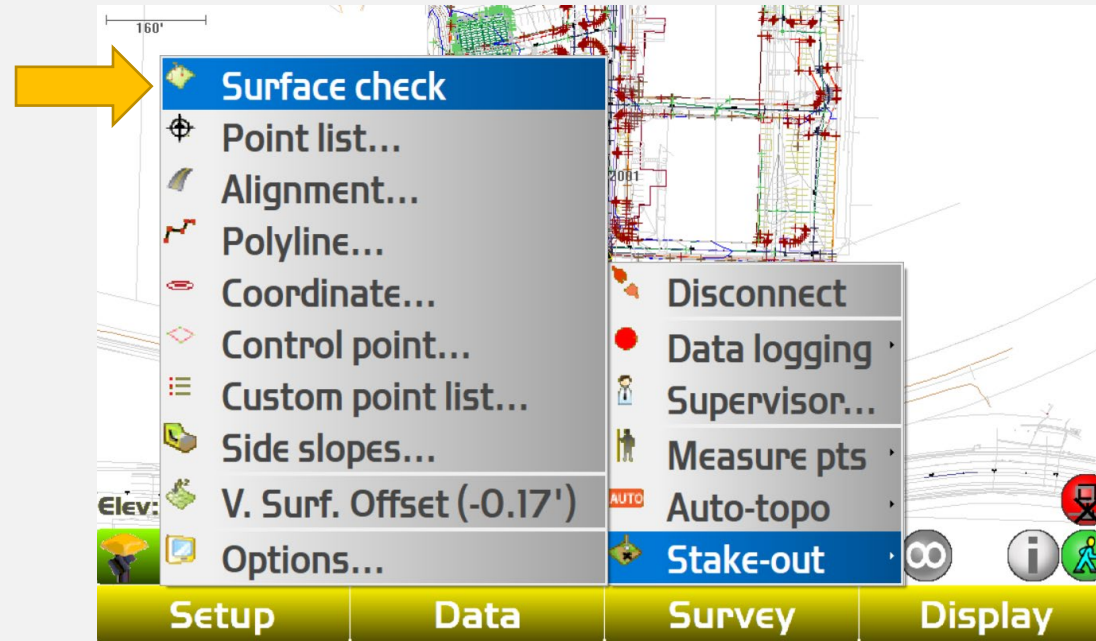 160'
Surface check
Point list...
Alignment...
Polyline...
Coordinate...
Control point...
Custom point list...
Side slopes...
V. Surf. Offset (-0.17')
Options...
2001
Disconnect
Data logging
Supervisor...
Measure pts
AUTO Auto-topo
Stake-out
Elev:
Setup Data Survey Display